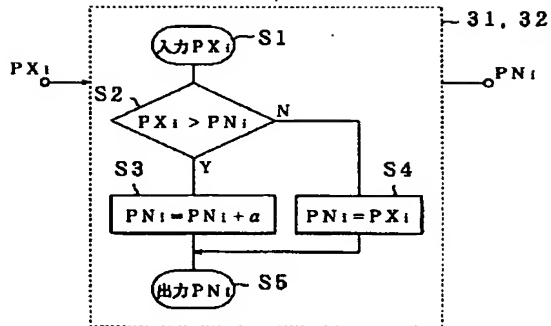 31, 32
入力PXi
S1
PXi
PNi
S2
PXi > PNi
N
Y
S3
S4
PNi=PNi+a
PNi=PXi
出力PNi
S5